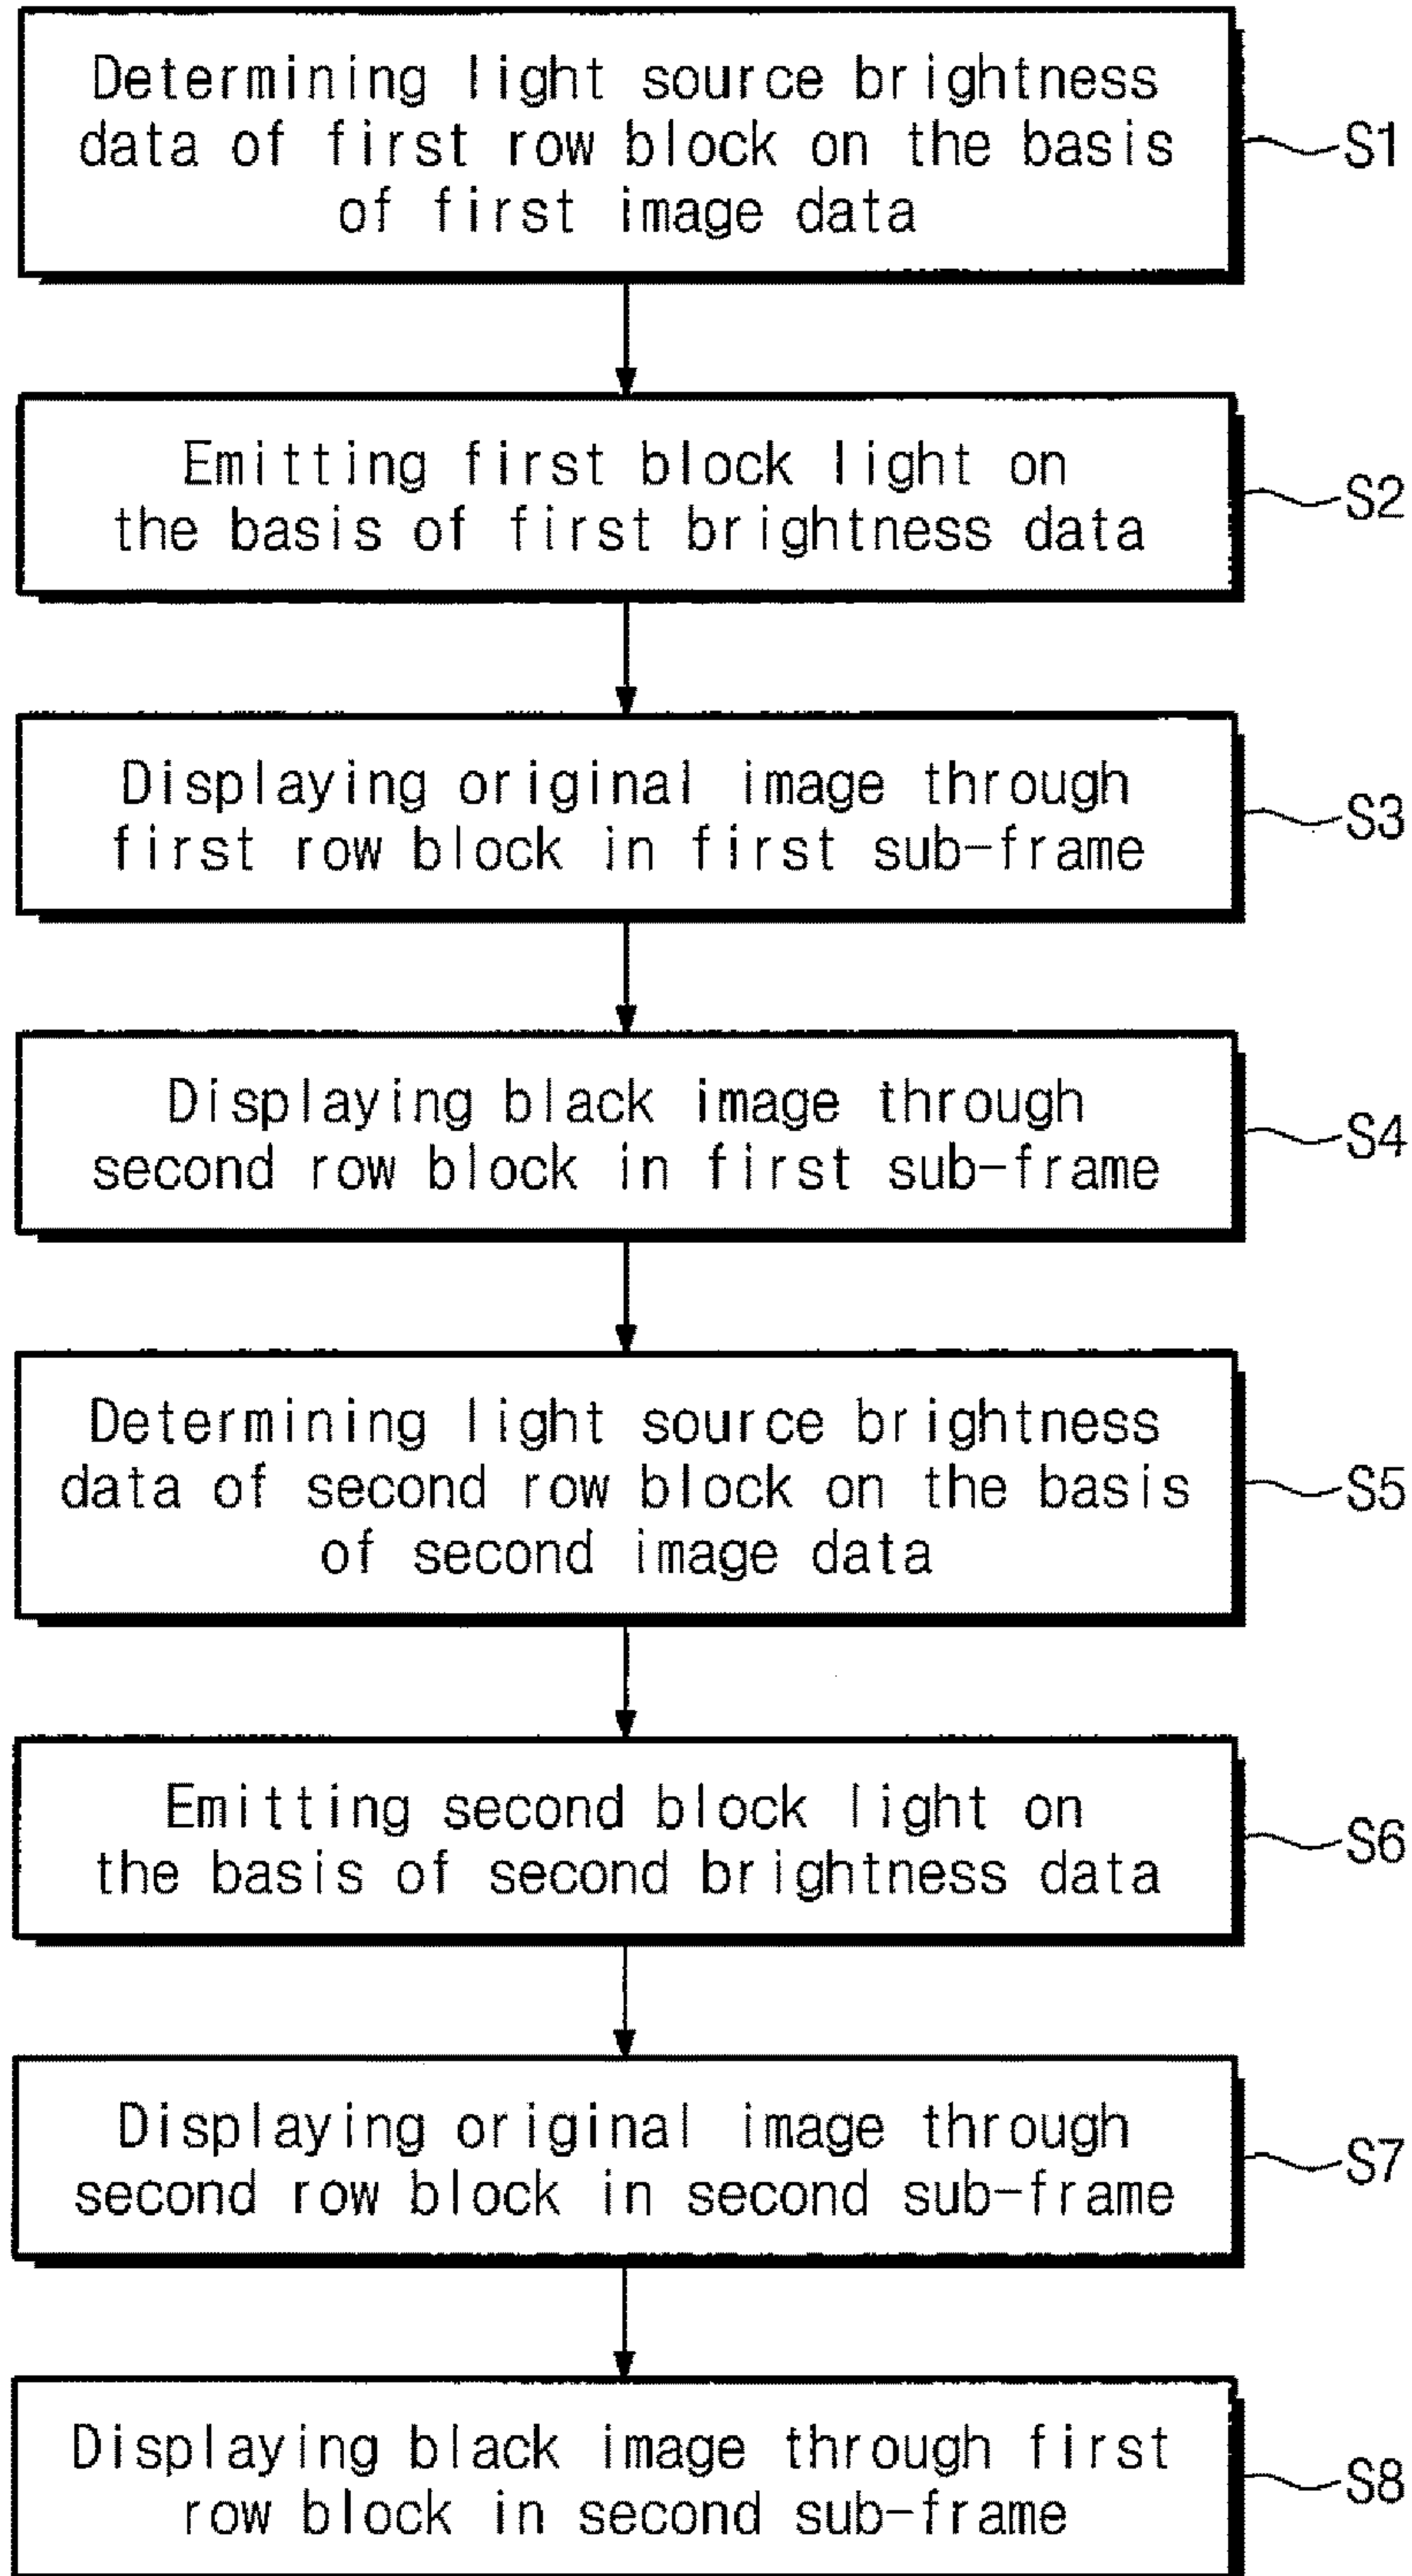 Determining light source brightness
data of first row block on the basis
of first image data
S1
Emitting first block light on
the basis of first brightness data
S2
Displaying original image through
first row block in first sub-frame
S3
Displaying black image through
second row block in first sub-frame
S4
Determining light source brightness
data of second row block on the basis
of second image data
S5
Emitting second block light on
the basis of second brightness data
S6
Displaying original image through
second row block in second sub-frame
S7
Displaying black image through first
row block in second sub-frame
S8